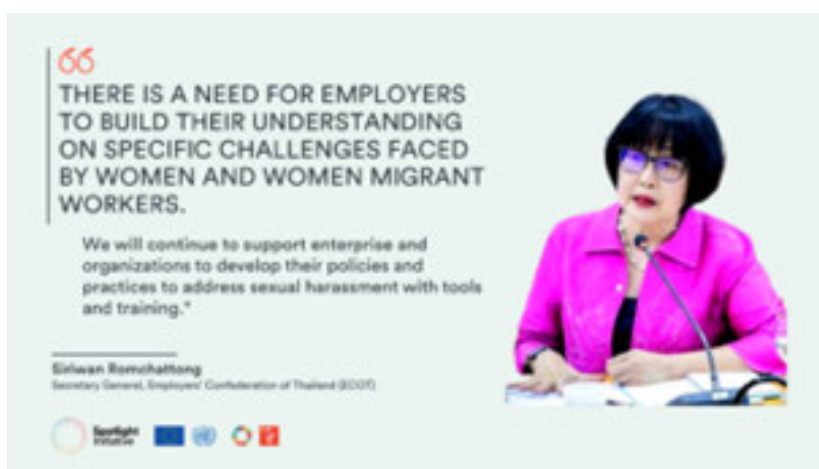 THERE IS A NEED FOR EMPLOYERS
TO BUILD THEIR UNDERSTANDING
ON SPECIFIC CHALLENGES FACED
BY WOMEN AND WOMEN MIGRANT
WORKERS.
We will continue to support enterprise and
organizations to develop their policies and
practices to address sexual harassment with tools
and training."
Siriwan Romchattong
Secretary General, Employers' Confederation of Thailand (ECOT)
Spotlight
Initiative